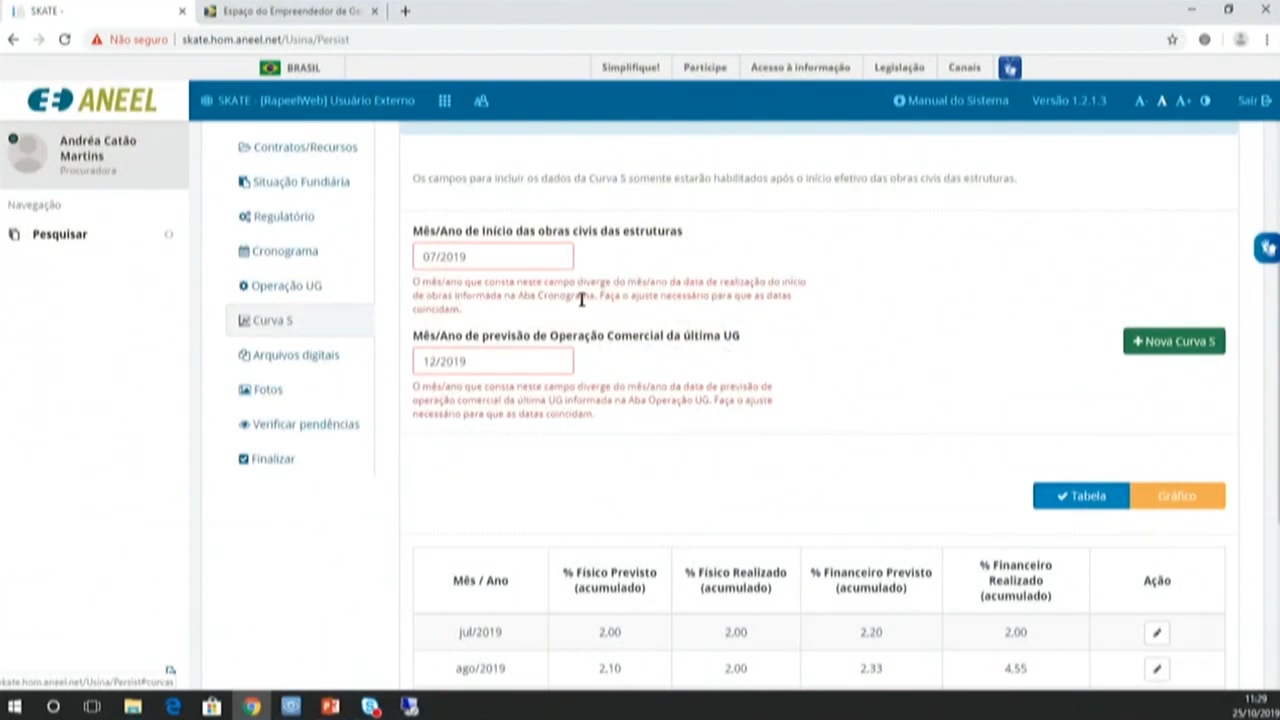 SKATE -
Espaço do Empreendedor de Ge
Não seguro
skate.hom.aneel.net/Usina/Persist
BRASIL
Simplifique!
Participe
Acesso à informação
Legislação
Canais
ANEEL
SKATE - [RapeelWeb] Usuário Externo
Manual do Sistema
Versão 1.2.1.3
A-
A
A+
Sair
Andréa Catão
Martins
Procuradora
Navegação
Pesquisar
Contratos/Recursos
Situação Fundiária
Regulatório
Cronograma
Operação UG
Curva S
Arquivos digitais
Fotos
Verificar pendências
Finalizar
Os campos para incluir os dados da Curva S somente estarão habilitados após o início efetivo das obras civis das estruturas.
Mês/Ano de Início das obras civis das estruturas
07/2019
O mês/ano que consta neste campo diverge do mês/ano da data de realização do início
de obras informada na Aba Cronograma. Faça o ajuste necessário para que as datas
coincidam.
Mês/Ano de previsão de Operação Comercial da última UG
12/2019
O mês/ano que consta neste campo diverge do mês/ano da data de previsão de
operação comercial da última UG informada na Aba Operação UG. Faça o ajuste
necessário para que as datas coincidam.
Nova Curva S
Tabela
Gráfico
Mês / Ano
% Físico Previsto
(acumulado)
% Físico Realizado
(acumulado)
% Financeiro Previsto
(acumulado)
% Financeiro
Realizado
(acumulado)
Ação
jul/2019 2.00 2.00 2.20 2.00
ago/2019 2.10 2.00 2.33 4.55
skate.hom.aneel.net/Usina/Persist#curvas
11:29
25/10/2019